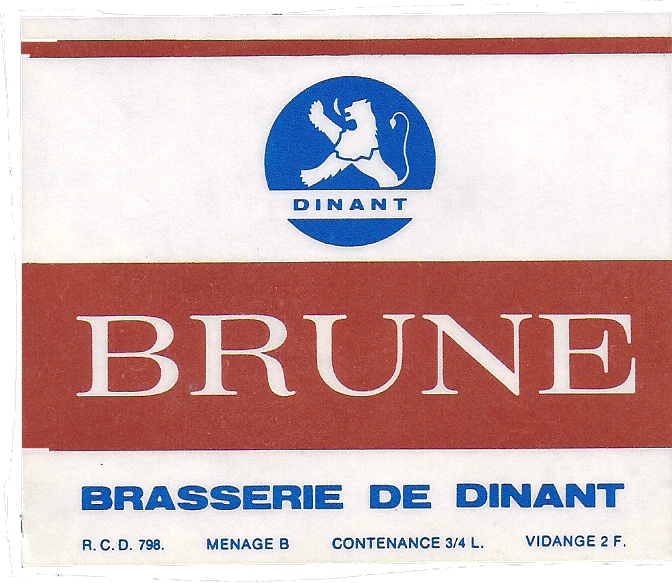 DINANT
BRUNE
BRASSERIE DE DINANT
R. C. D. 798. MENAGE B CONTENANCE 3/4 L. VIDANGE 2 F.